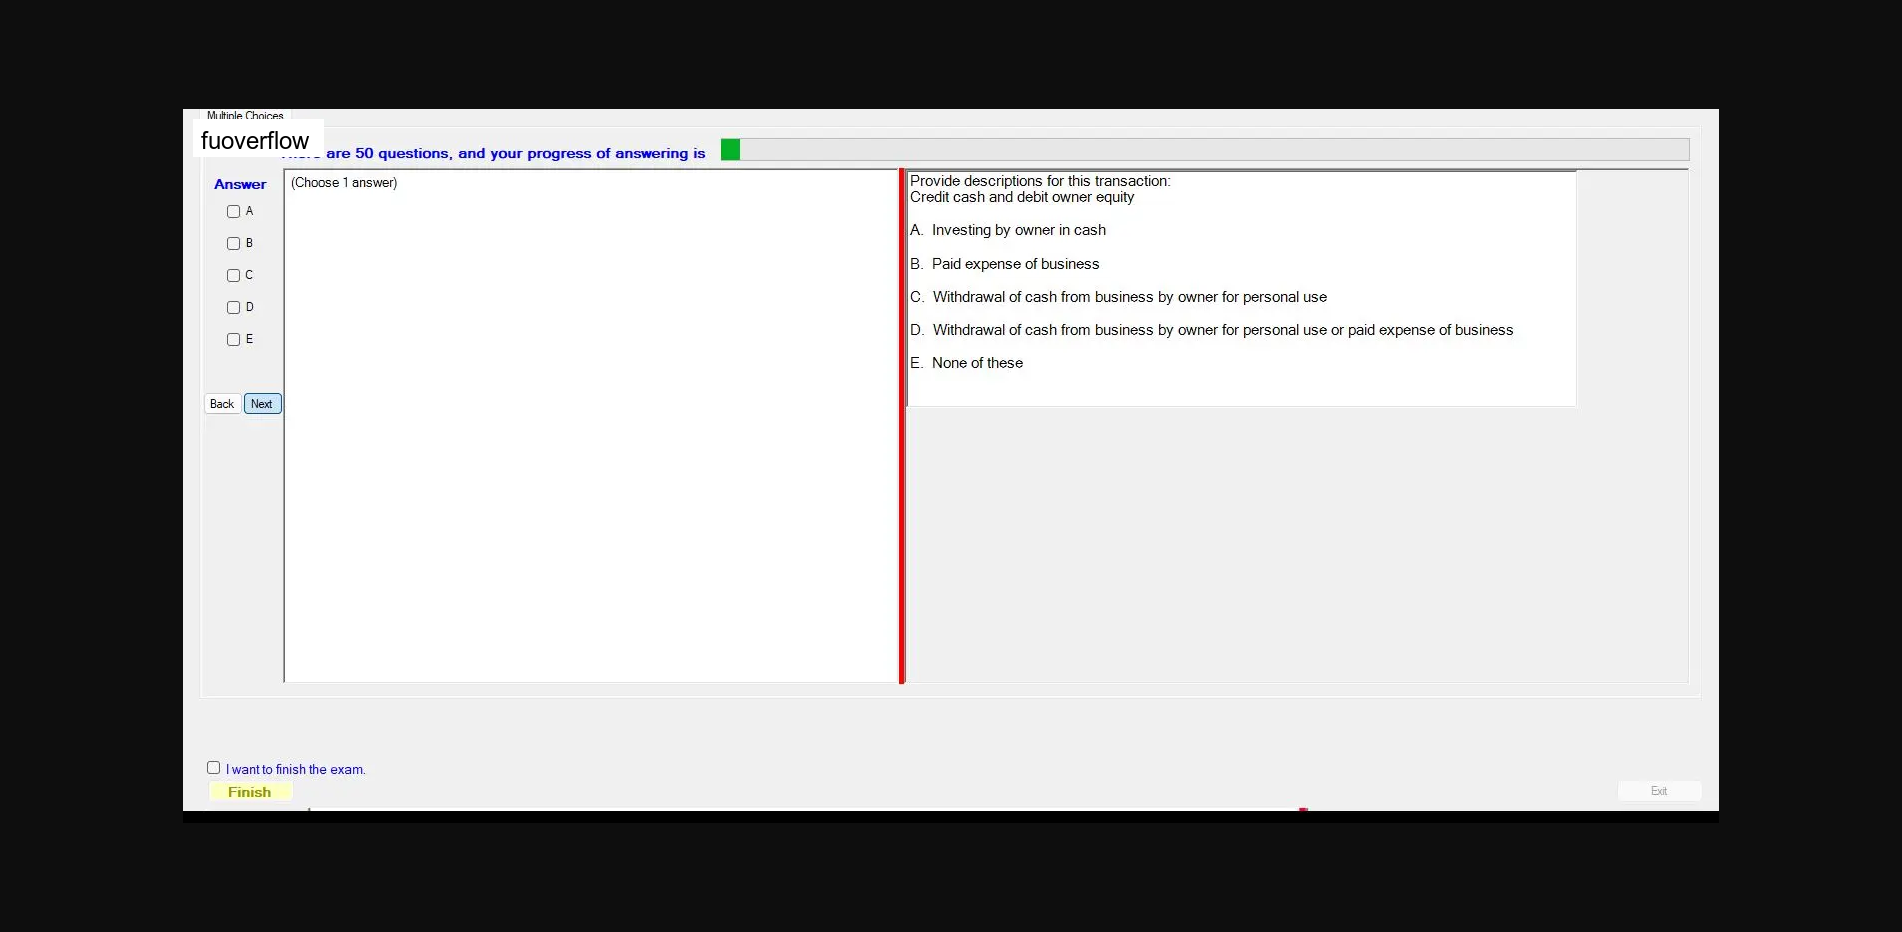 Multiple Choices
fuoverflow
are 50 questions, and your progress of answering is
Answer
(Choose 1 answer)
A
B
C
D
E
Back Next
Provide descriptions for this transaction:
Credit cash and debit owner equity
A. Investing by owner in cash
B. Paid expense of business
C. Withdrawal of cash from business by owner for personal use
D. Withdrawal of cash from business by owner for personal use or paid expense of business
E. None of these
I want to finish the exam.
Finish
Exit